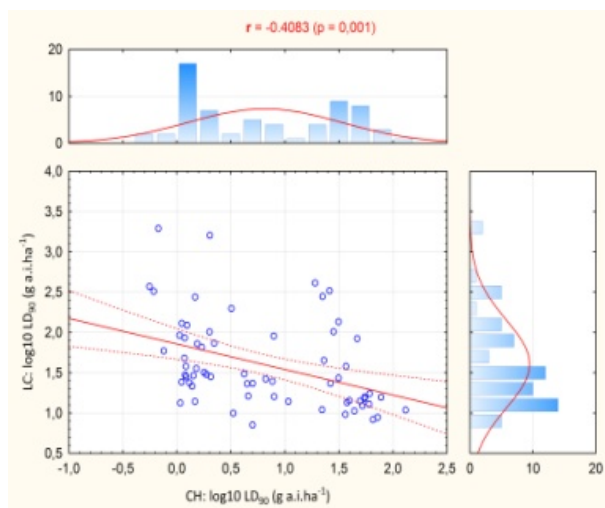 r = -0.4083 (p = 0,001)
20
10
0
4,0
3,5
3,0
2,5
2,0
1,5
1,0
0,5
LC: log10 LD90 (g a.i.ha-1)
-1,0 -0,5 0,0 0,5 1,0 1,5 2,0 2,5
0 10 20
CH: log10 LD90 (g a.i.ha-1)